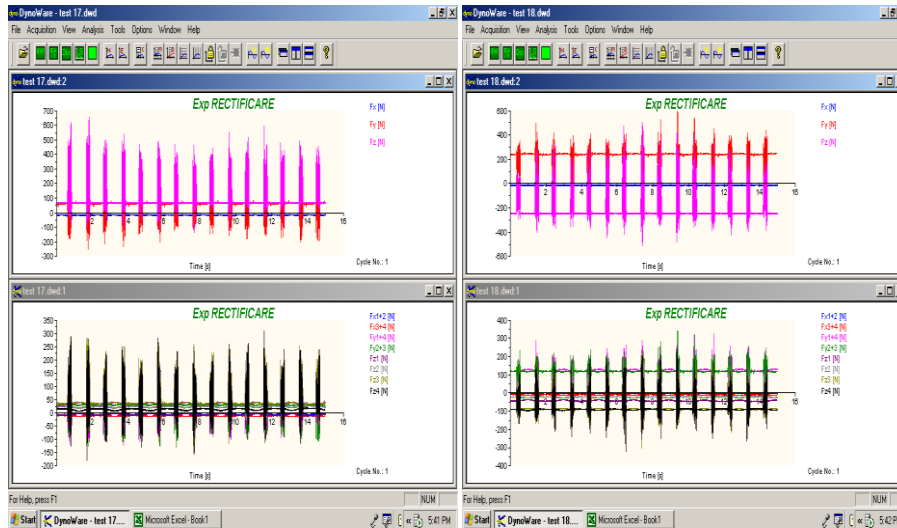 DynoWare - test 17.dwd
File Acquisition View Analysis Tools Options Window Help
test 17.dwd:2
Exp RECTIFICARE
Fx [N]
Fy [N]
Fz [N]
700
600
500
400
300
200
100
0
-100
-200
-300
2 4 6 8 10 12 14 16
Time [s]
Cycle No.: 1
test 17.dwd:1
Exp RECTIFICARE
Fx1+2 [N]
Fx3+4 [N]
Fy1+4 [N]
Fy2+3 [N]
Fz1 [N]
Fz2 [N]
Fz3 [N]
Fz4 [N]
350
300
250
200
150
100
50
0
-50
-100
-150
-200
2 4 6 8 10 12 14 16
Time [s]
Cycle No.: 1
For Help, press F1
NUM
Start DynoWare - test 17.... Microsoft Excel - Book1 5:41 PM
DynoWare - test 18.dwd
File Acquisition View Analysis Tools Options Window Help
test 18.dwd:2
Exp RECTIFICARE
Fx [N]
Fy [N]
Fz [N]
600
400
200
0
-200
-400
-600
2 4 6 8 10 12 14 16
Time [s]
Cycle No.: 1
test 18.dwd:1
Exp RECTIFICARE
Fx1+2 [N]
Fx3+4 [N]
Fy1+4 [N]
Fy2+3 [N]
Fz1 [N]
Fz2 [N]
Fz3 [N]
Fz4 [N]
400
300
200
100
0
-100
-200
-300
-400
2 4 6 8 10 12 14 16
Time [s]
Cycle No.: 1
For Help, press F1
NUM
Start DynoWare - test 18.... Microsoft Excel - Book1 5:42 P